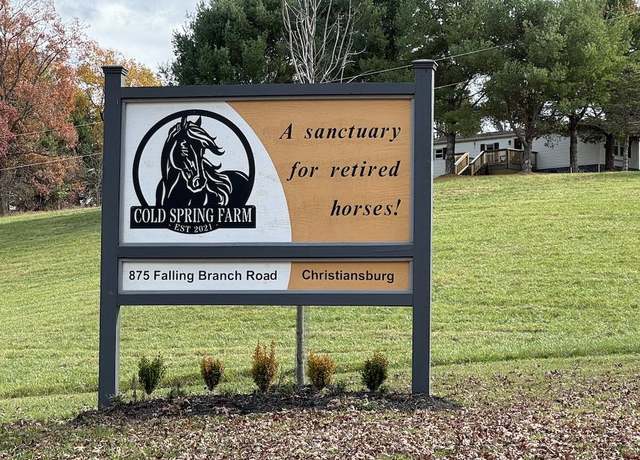 A sanctuary
for retired
horses!
COLD SPRING FARM
· EST 2021 ·
875 Falling Branch Road
Christiansburg